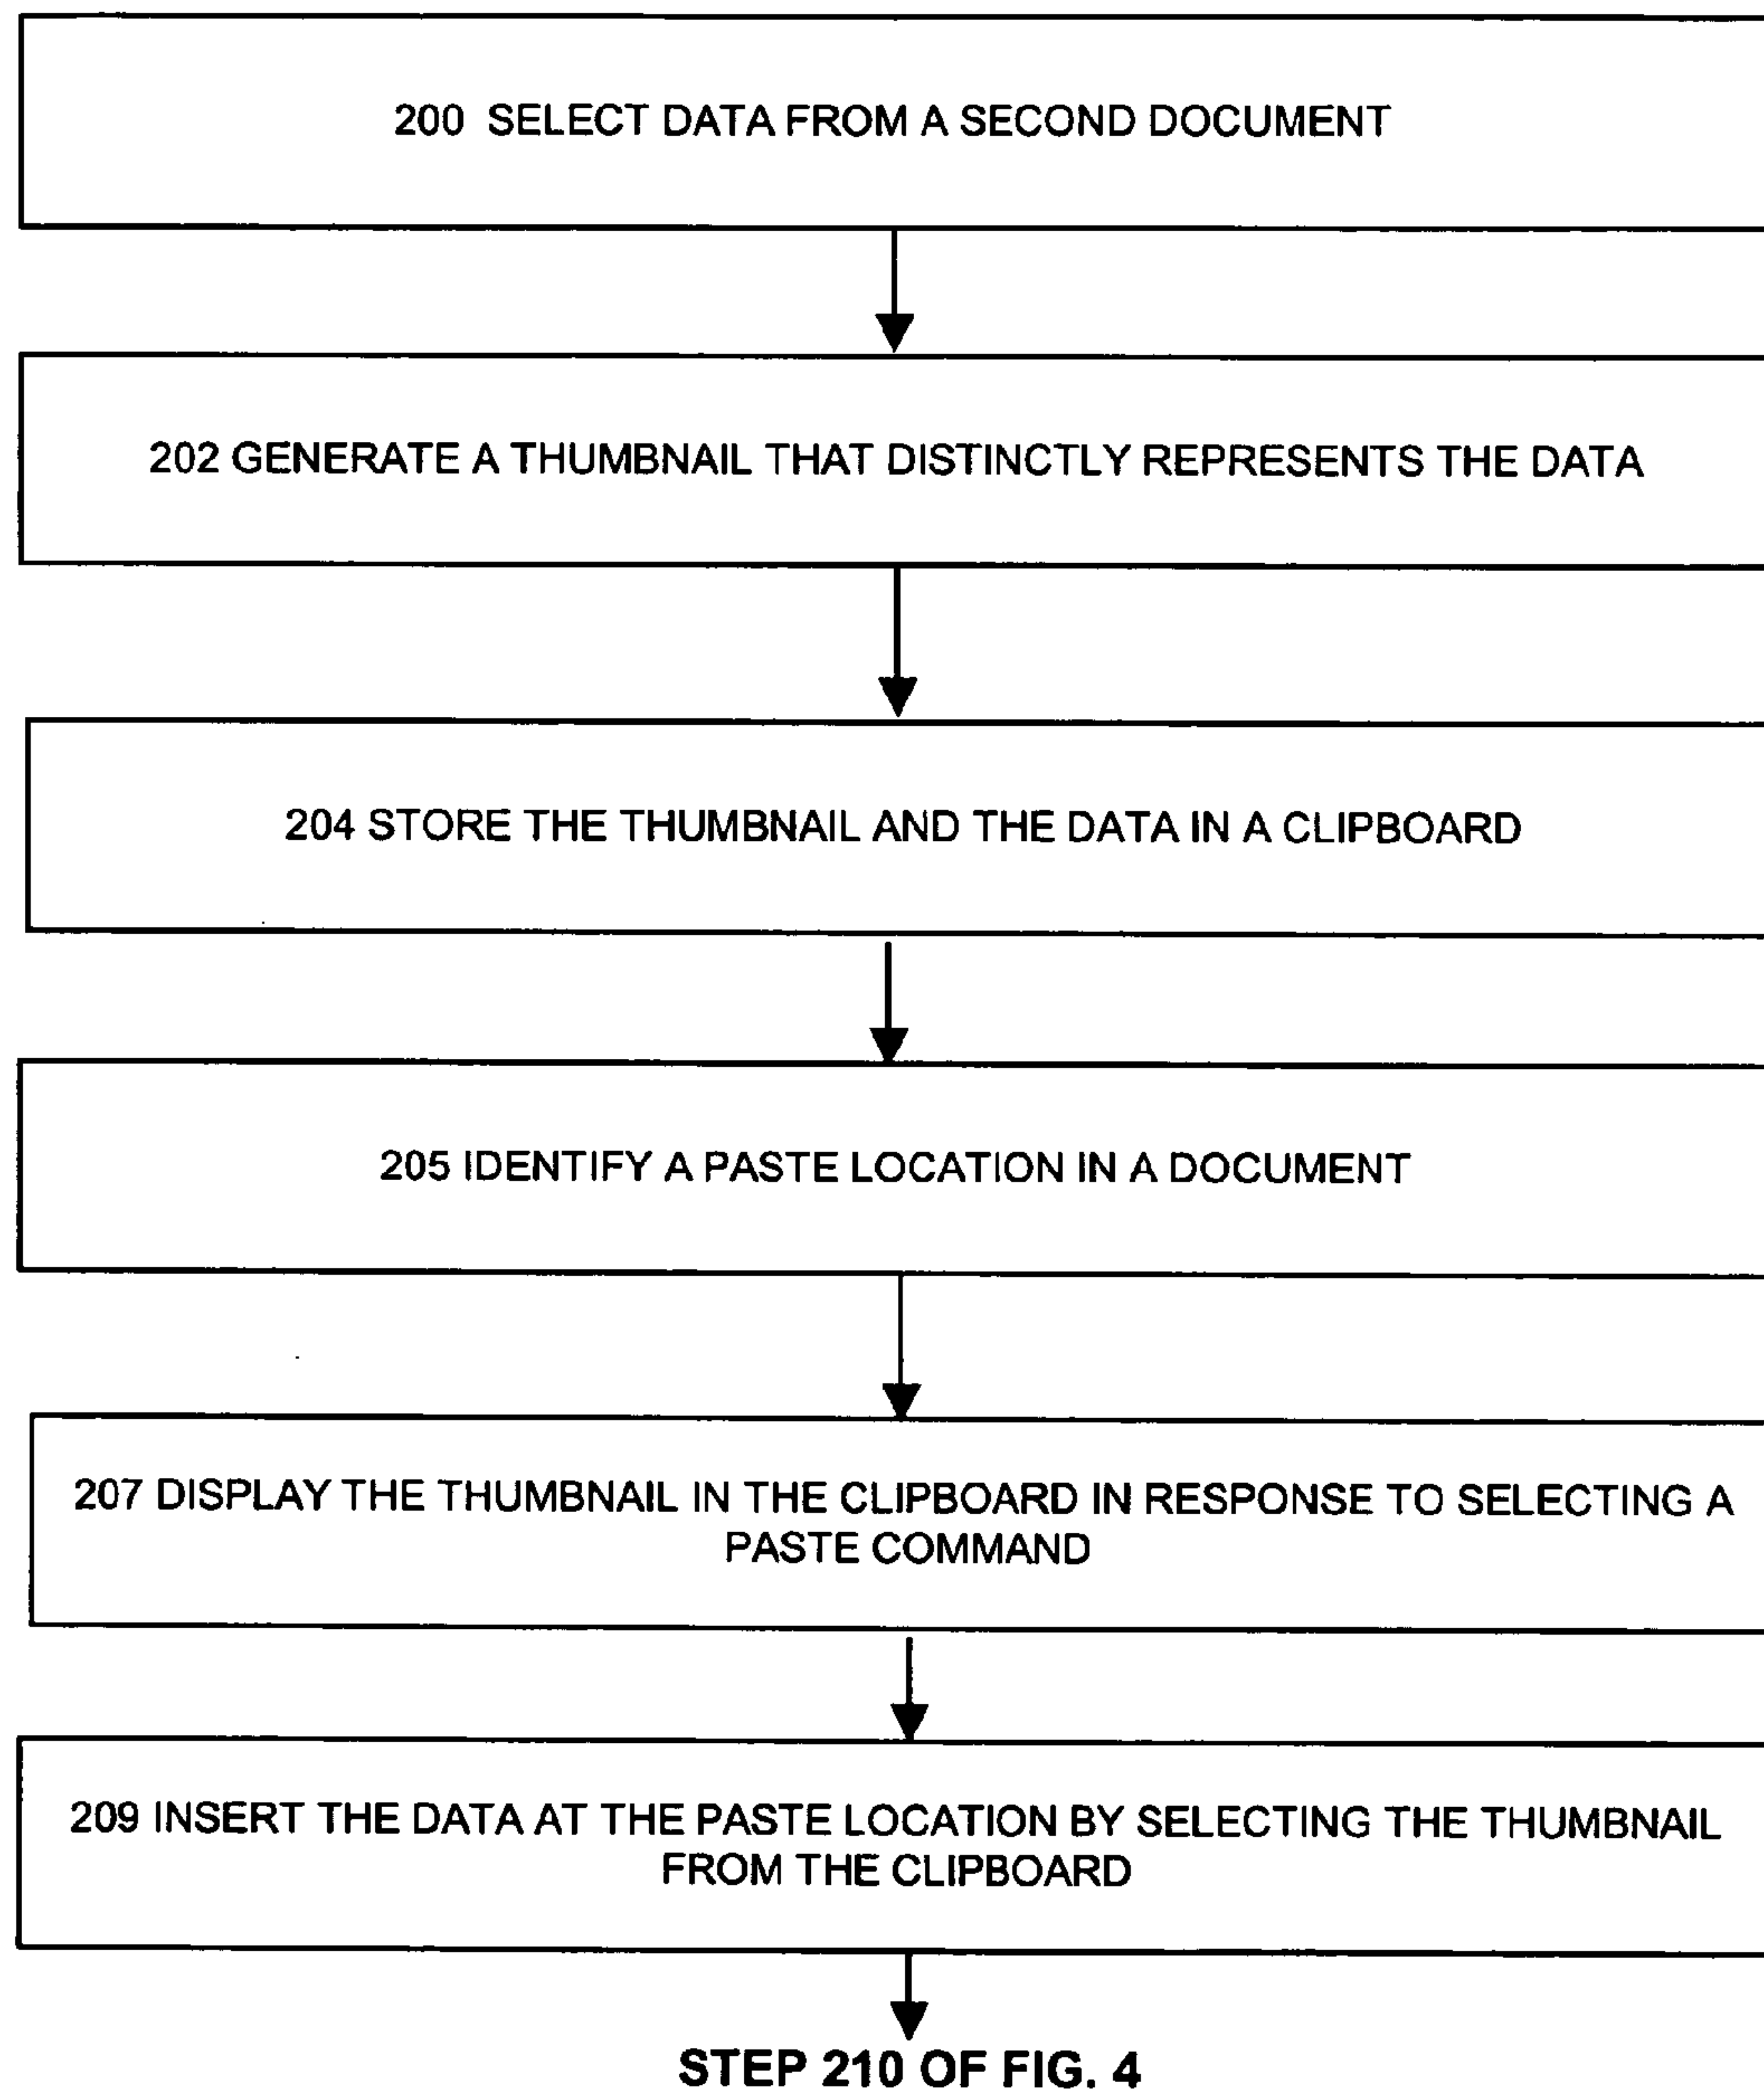 200 SELECT DATA FROM A SECOND DOCUMENT
202 GENERATE A THUMBNAIL THAT DISTINCTLY REPRESENTS THE DATA
204 STORE THE THUMBNAIL AND THE DATA IN A CLIPBOARD
205 IDENTIFY A PASTE LOCATION IN A DOCUMENT
207 DISPLAY THE THUMBNAIL IN THE CLIPBOARD IN RESPONSE TO SELECTING A
PASTE COMMAND
209 INSERT THE DATA AT THE PASTE LOCATION BY SELECTING THE THUMBNAIL
FROM THE CLIPBOARD
STEP 210 OF FIG. 4